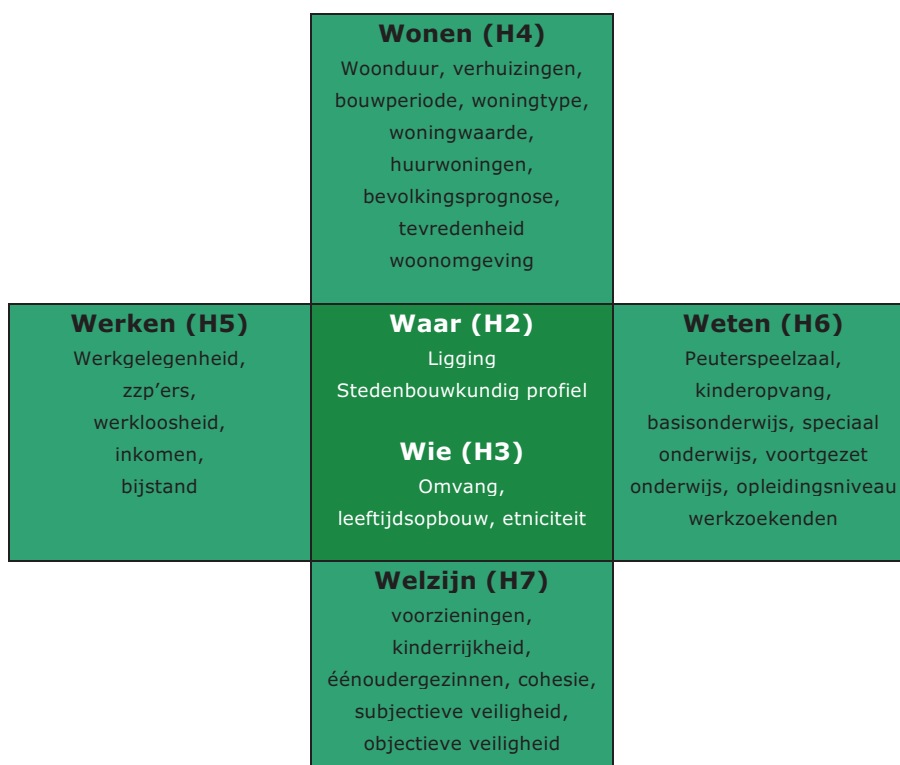 Wonen (H4)
Woonduur, verhuizingen,
bouwperiode, woningtype,
woningwaarde,
huurwoningen,
bevolkingsprognose,
tevredenheid
woonomgeving
Werken (H5)
Werkgelegenheid,
zzp'ers,
werkloosheid,
inkomen,
bijstand
Waar (H2)
Ligging
Stedenbouwkundig profiel
Wie (H3)
Omvang,
leeftijdsopbouw, etniciteit
Weten (H6)
Peuterspeelzaal,
kinderopvang,
basisonderwijs, speciaal
onderwijs, voortgezet
onderwijs, opleidingsniveau
werkzoekenden
Welzijn (H7)
voorzieningen,
kinderrijkheid,
éénoudergezinnen, cohesie,
subjectieve veiligheid,
objectieve veiligheid